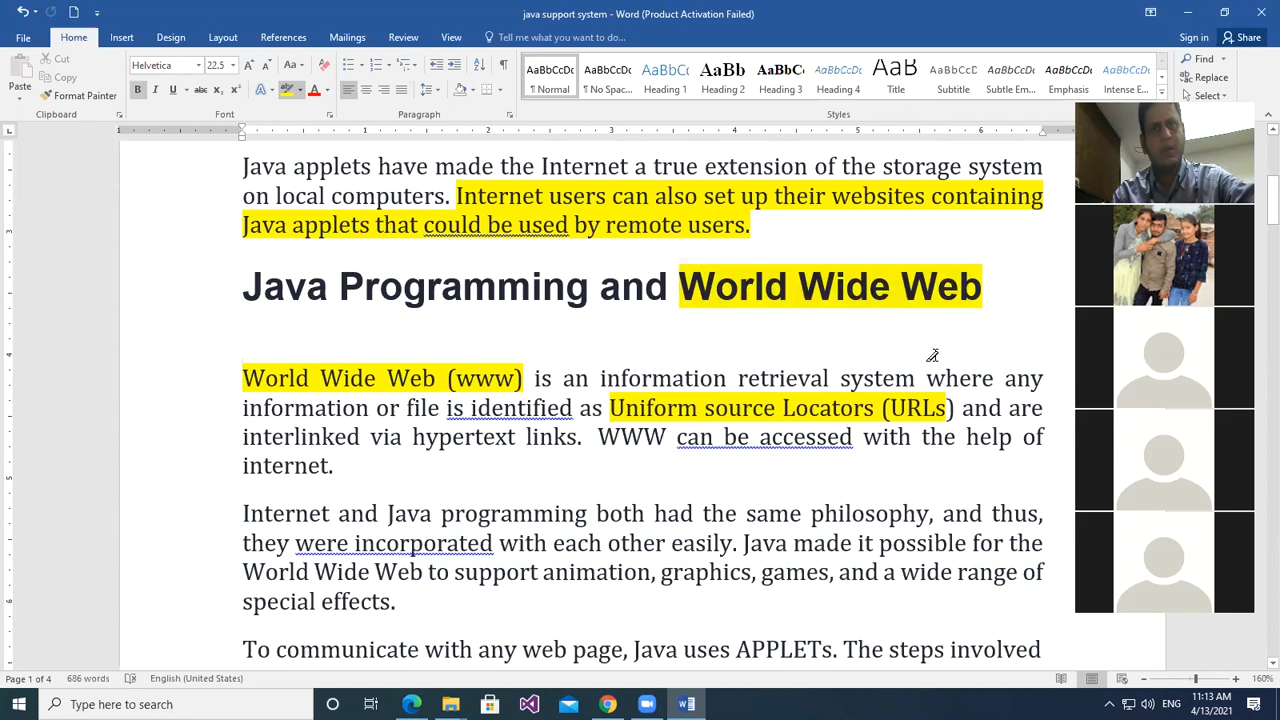 java support system - Word (Product Activation Failed)
File Home Insert Design Layout References Mailings Review View Tell me what you want to do... Sign in Share
Cut
Copy
Paste
Format Painter
Helvetica 22.5
Clipboard Font Paragraph Styles
AaBbCcDc AaBbCcDc AaBbCc AaBb AaBbC AaBbCcDd AaB AaBbCcD AaBbCcDd AaBbCcDd AaBbCcDd
¶ Normal ¶ No Spac... Heading 1 Heading 2 Heading 3 Heading 4 Title Subtitle Subtle Em... Emphasis Intense E...
Find
Replace
Select
1 1 2 4 6
Java applets have made the Internet a true extension of the storage system
on local computers. Internet users can also set up their websites containing
Java applets that could be used by remote users.
Java Programming and World Wide Web
World Wide Web (www) is an information retrieval system where any
information or file is identified as Uniform source Locators (URLs) and are
interlinked via hypertext links. WWW can be accessed with the help of
internet.
Internet and Java programming both had the same philosophy, and thus,
they were incorporated with each other easily. Java made it possible for the
World Wide Web to support animation, graphics, games, and a wide range of
special effects.
To communicate with any web page, Java uses APPLETs. The steps involved
Page 1 of 4 686 words English (United States) 160%
Type here to search
ENG
11:13 AM
4/13/2021